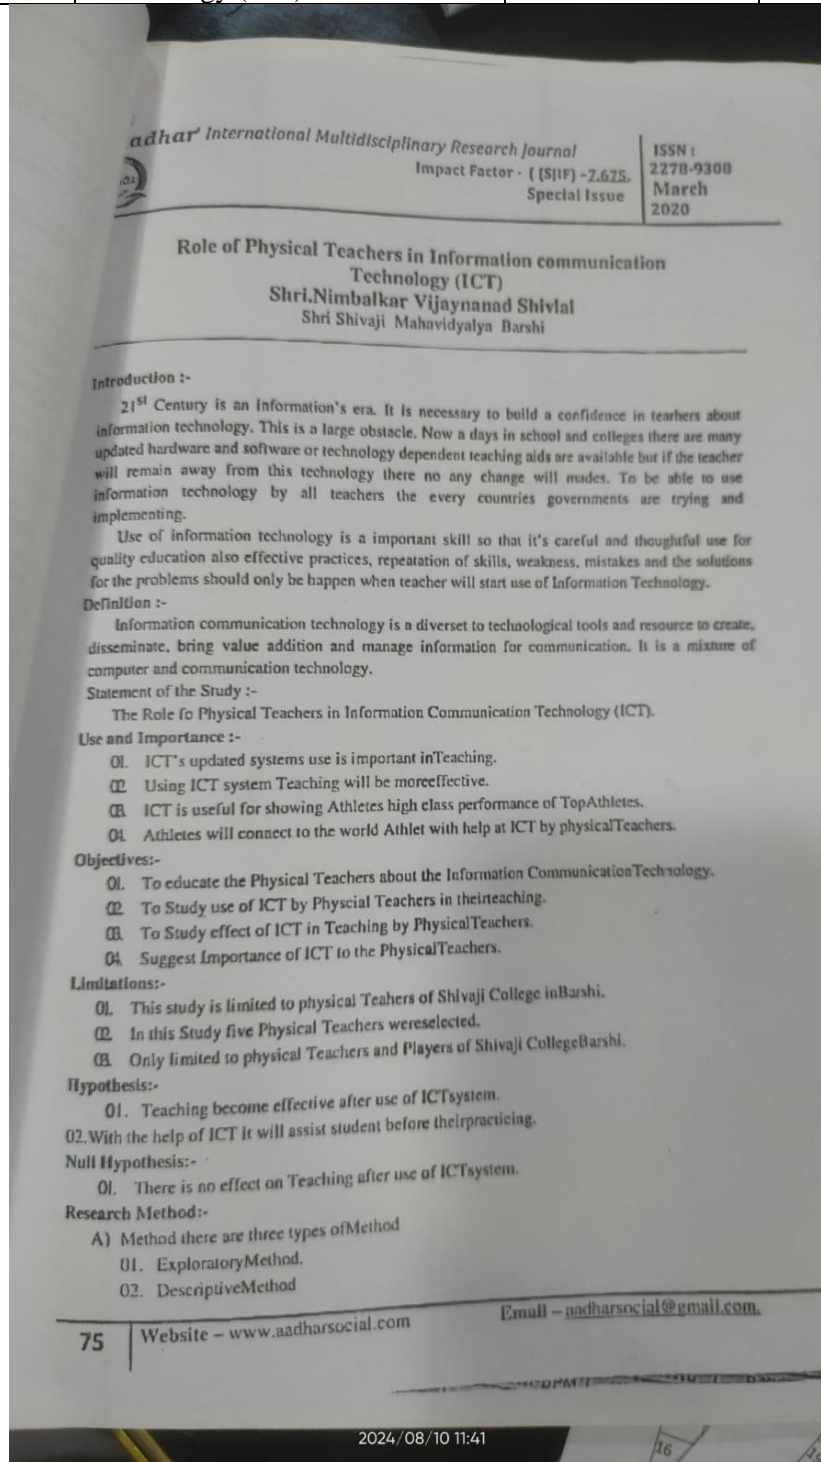 adhar' International Multidisciplinary Research Journal
Impact Factor - ( (SJIF) -7.675,
Special Issue
ISSN :
2278-9308
March
2020
Role of Physical Teachers in Information communication
Technology (ICT)
Shri.Nimbalkar Vijaynanad Shivlal
Shri Shivaji Mahavidyalya Barshi
Introduction :-
21st Century is an information's era. It is necessary to build a confidence in tearhers about
information technology. This is a large obstacle. Now a days in school and colleges there are many
updated hardware and software or technology dependent teaching aids are available but if the teacher
will remain away from this technology there no any change will mades. To be able to use
information technology by all teachers the every countries governments are trying and
implementing.
Use of information technology is a important skill so that it's careful and thoughtful use for
quality education also effective practices, repeatation of skills, weakness, mistakes and the solutions
for the problems should only be happen when teacher will start use of Information Technology.
Definition :-
Information communication technology is a diverset to technological tools and resource to create,
disseminate, bring value addition and manage information for communication. It is a mixture of
computer and communication technology.
Statement of the Study :-
The Role fo Physical Teachers in Information Communication Technology (ICT).
Use and Importance :-
01. ICT's updated systems use is important inTeaching.
02. Using ICT system Teaching will be moreeffective.
03. ICT is useful for showing Athletes high class performance of TopAthletes.
04. Athletes will connect to the world Athlet with help at ICT by physicalTeachers.
Objectives:-
01. To educate the Physical Teachers about the Information CommunicationTechnology.
02. To Study use of ICT by Physcial Teachers in theirteaching.
03. To Study effect of ICT in Teaching by PhysicalTeachers.
04. Suggest Importance of ICT to the PhysicalTeachers.
Limitations:-
01. This study is limited to physical Teahers of Shivaji College inBarshi.
02. In this Study five Physical Teachers wereselected.
03. Only limited to physical Teachers and Players of Shivaji CollegeBarshi.
Hypothesis:-
01. Teaching become effective after use of ICTsystem.
02.With the help of ICT it will assist student before theirpracticing.
Null Hypothesis:-
01. There is no effect on Teaching after use of ICTsystem.
Research Method:-
A) Method there are three types ofMethod
01. ExploratoryMethod.
02. DescriptiveMethod
75
Website – www.aadharsocial.com
Email – aadharsocial@gmail.com.
2024/08/10 11:41
16